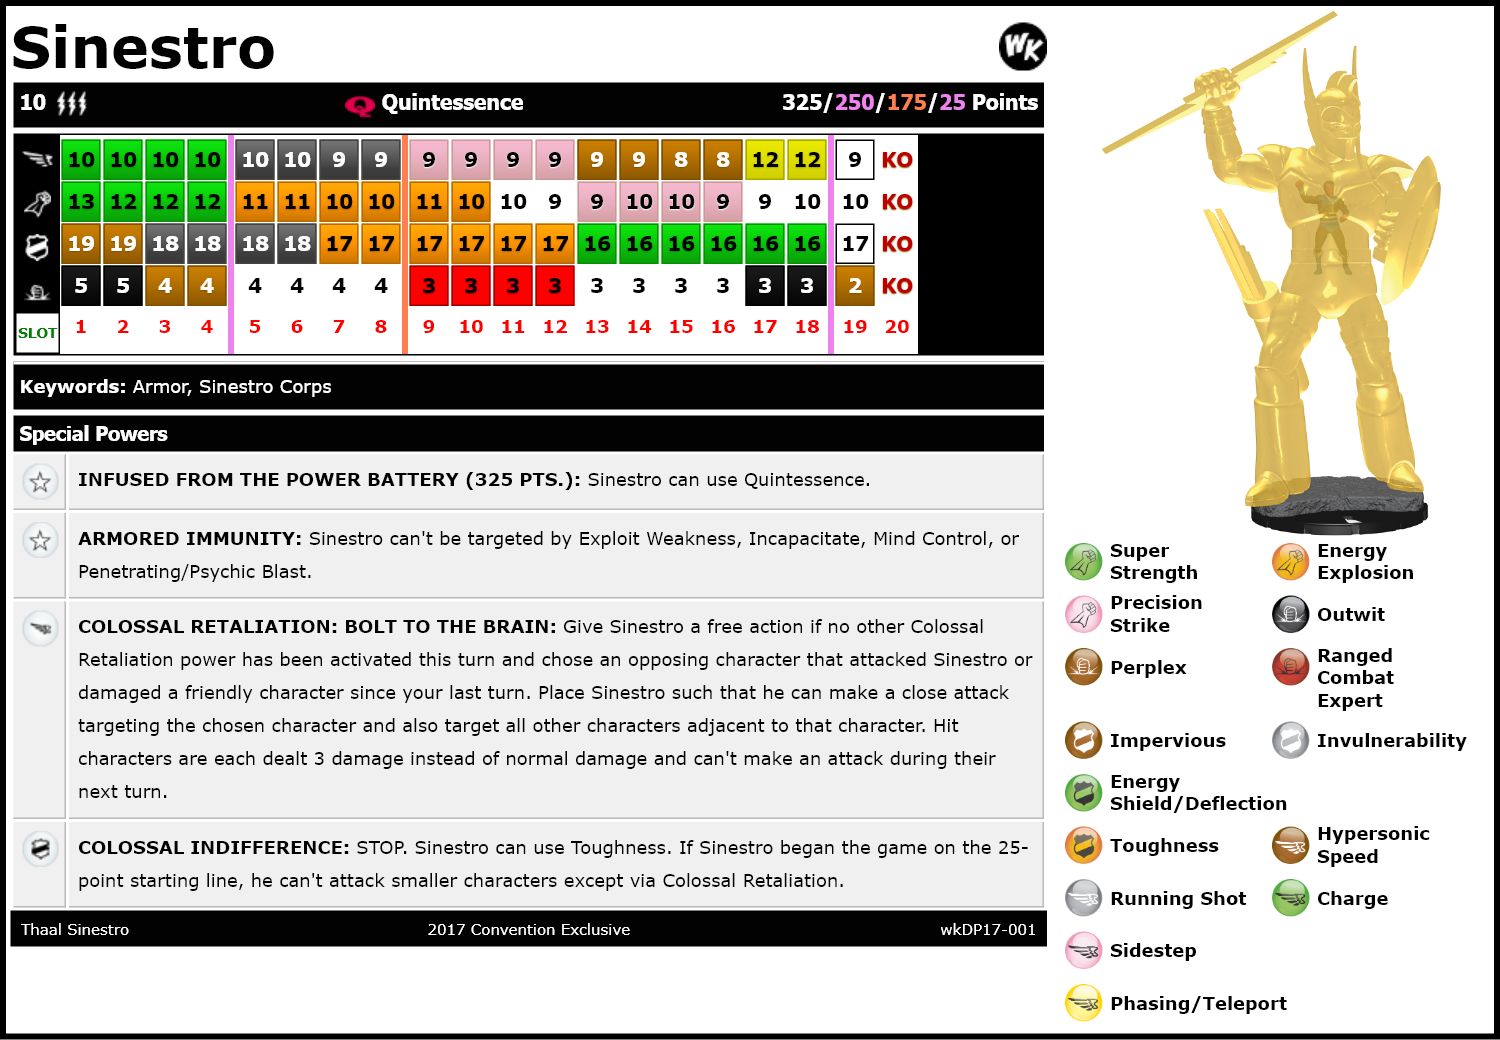 Sinestro
WK
10 Quintessence 325/250/175/25 Points
10 10 10 10 10 10 9 9 9 9 9 9 9 9 8 8 12 12 9 KO
13 12 12 12 11 11 10 10 11 10 10 9 9 10 10 9 9 10 10 KO
19 19 18 18 18 18 17 17 17 17 17 17 16 16 16 16 16 16 17 KO
5 5 4 4 4 4 4 4 3 3 3 3 3 3 3 3 3 3 2 KO
SLOT 1 2 3 4 5 6 7 8 9 10 11 12 13 14 15 16 17 18 19 20
Keywords: Armor, Sinestro Corps
Special Powers
INFUSED FROM THE POWER BATTERY (325 PTS.): Sinestro can use Quintessence.
ARMORED IMMUNITY: Sinestro can't be targeted by Exploit Weakness, Incapacitate, Mind Control, or
Penetrating/Psychic Blast.
COLOSSAL RETALIATION: BOLT TO THE BRAIN: Give Sinestro a free action if no other Colossal
Retaliation power has been activated this turn and chose an opposing character that attacked Sinestro or
damaged a friendly character since your last turn. Place Sinestro such that he can make a close attack
targeting the chosen character and also target all other characters adjacent to that character. Hit
characters are each dealt 3 damage instead of normal damage and can't make an attack during their
next turn.
COLOSSAL INDIFFERENCE: STOP. Sinestro can use Toughness. If Sinestro began the game on the 25-
point starting line, he can't attack smaller characters except via Colossal Retaliation.
Thaal Sinestro 2017 Convention Exclusive wkDP17-001
Super
Strength
Energy
Explosion
Precision
Strike
Outwit
Perplex
Ranged
Combat
Expert
Impervious
Invulnerability
Energy
Shield/Deflection
Toughness
Hypersonic
Speed
Running Shot
Charge
Sidestep
Phasing/Teleport